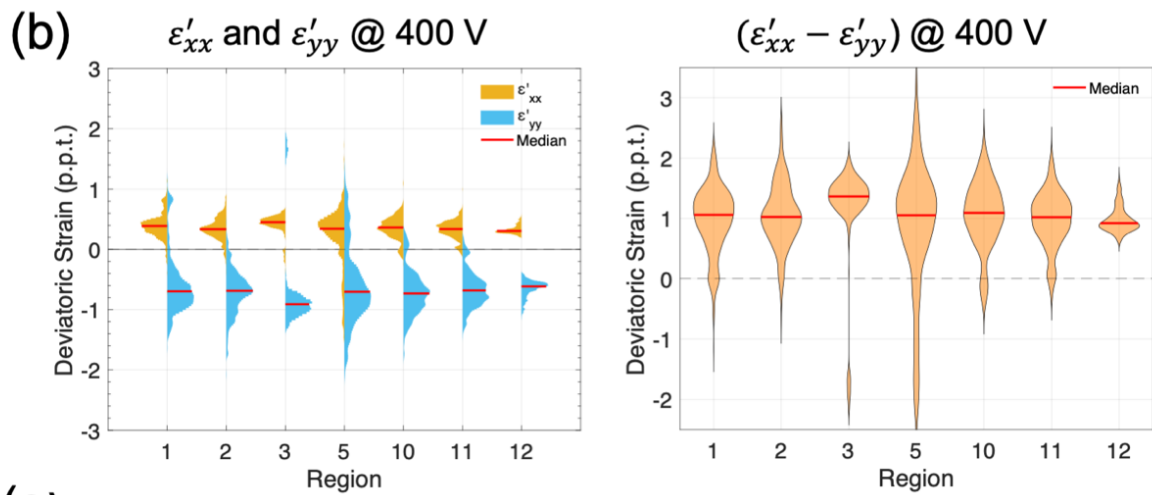 (b)
ε′xx and ε′yy @ 400 V
3
2
1
0
-1
-2
-3
Deviatoric Strain (p.p.t.)
ε'xx
ε'yy
Median
1 2 3 5 10 11 12
Region
(ε′xx − ε′yy) @ 400 V
3
2
1
0
-1
-2
Deviatoric Strain (p.p.t.)
Median
1 2 3 5 10 11 12
Region